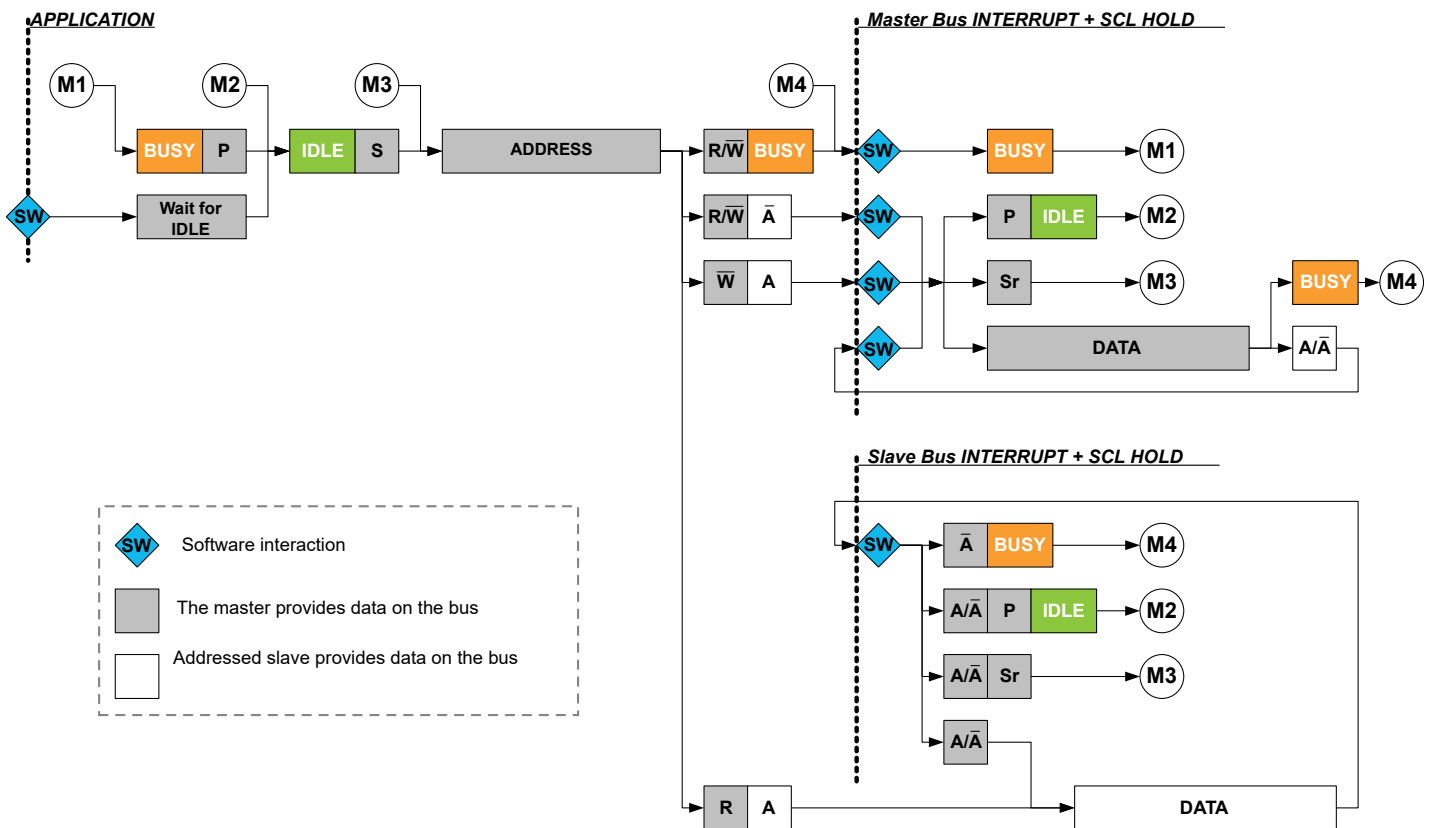 APPLICATION
Master Bus INTERRUPT + SCL HOLD
M1
M2
M3
M4
BUSY P
IDLE S
ADDRESS
R/W̅ BUSY
SW
BUSY
M1
SW
Wait for
IDLE
R/W̅ A̅
SW
P IDLE
M2
W̅ A
SW
Sr
M3
BUSY
M4
SW
DATA
A/A̅
Slave Bus INTERRUPT + SCL HOLD
SW
A̅ BUSY
M4
A/A̅ P IDLE
M2
A/A̅ Sr
M3
A/A̅
R A
DATA
SW Software interaction
The master provides data on the bus
Addressed slave provides data on the bus